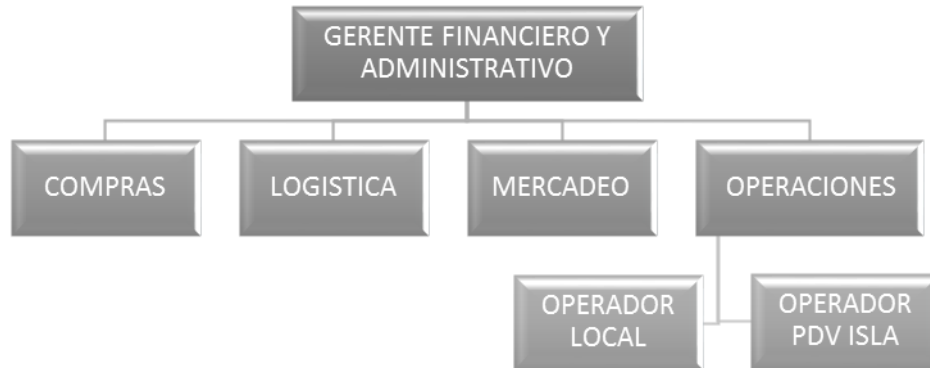 GERENTE FINANCIERO Y
ADMINISTRATIVO
COMPRAS
LOGISTICA
MERCADEO
OPERACIONES
OPERADOR
LOCAL
OPERADOR
PDV ISLA